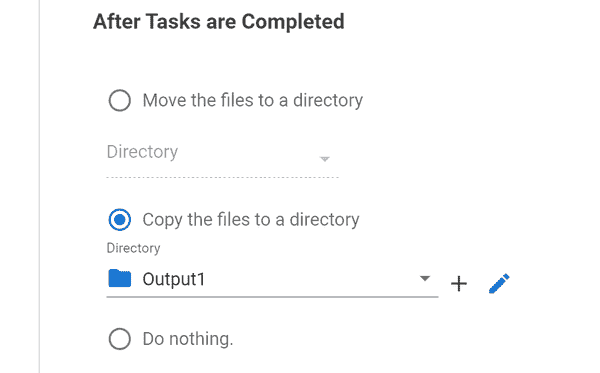 After Tasks are Completed
Move the files to a directory
Directory
Copy the files to a directory
Directory
Output1
Do nothing.